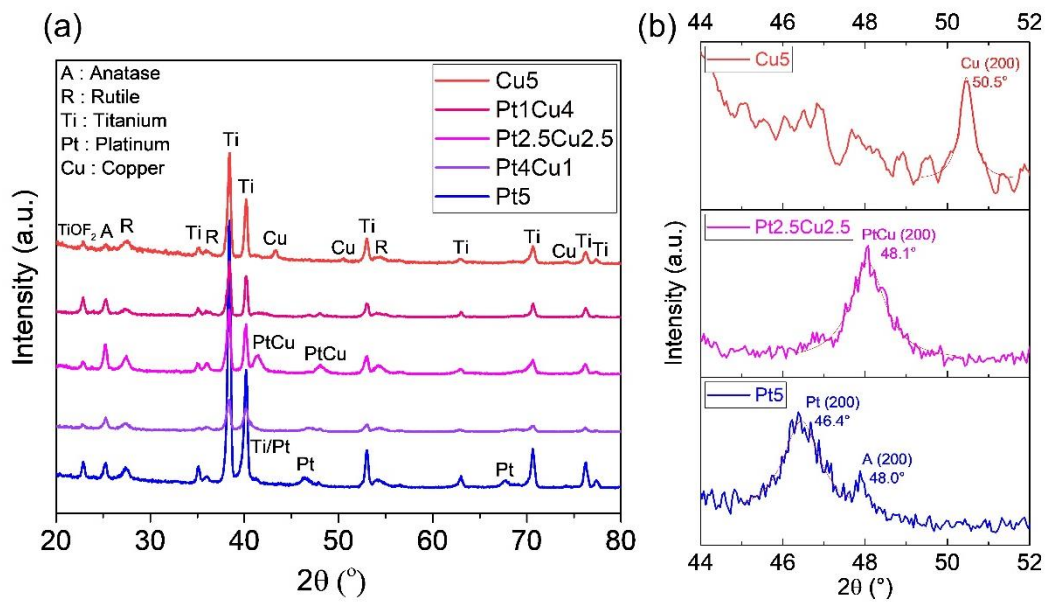 (a)
A : Anatase
R : Rutile
Ti : Titanium
Pt : Platinum
Cu : Copper
Cu5
Pt1Cu4
Pt2.5Cu2.5
Pt4Cu1
Pt5
TiOF2 A R Ti R Ti Ti Cu Cu Ti R Ti Ti Cu Ti Ti
PtCu PtCu
Ti/Pt Pt Pt
Intensity (a.u.)
20 30 40 50 60 70 80
2θ (°)
(b)
44 46 48 50 52
Cu5
Cu (200)
50.5°
Pt2.5Cu2.5
PtCu (200)
48.1°
Pt5
Pt (200)
46.4°
A (200)
48.0°
Intensity (a.u.)
44 46 48 50 52
2θ (°)